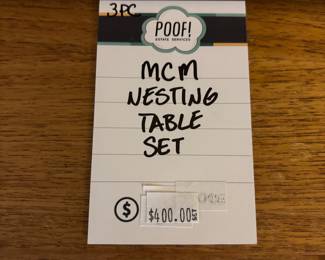 3PC
POOF!
ESTATE SERVICES
MCM
NESTING
TABLE
SET
$
$400.00